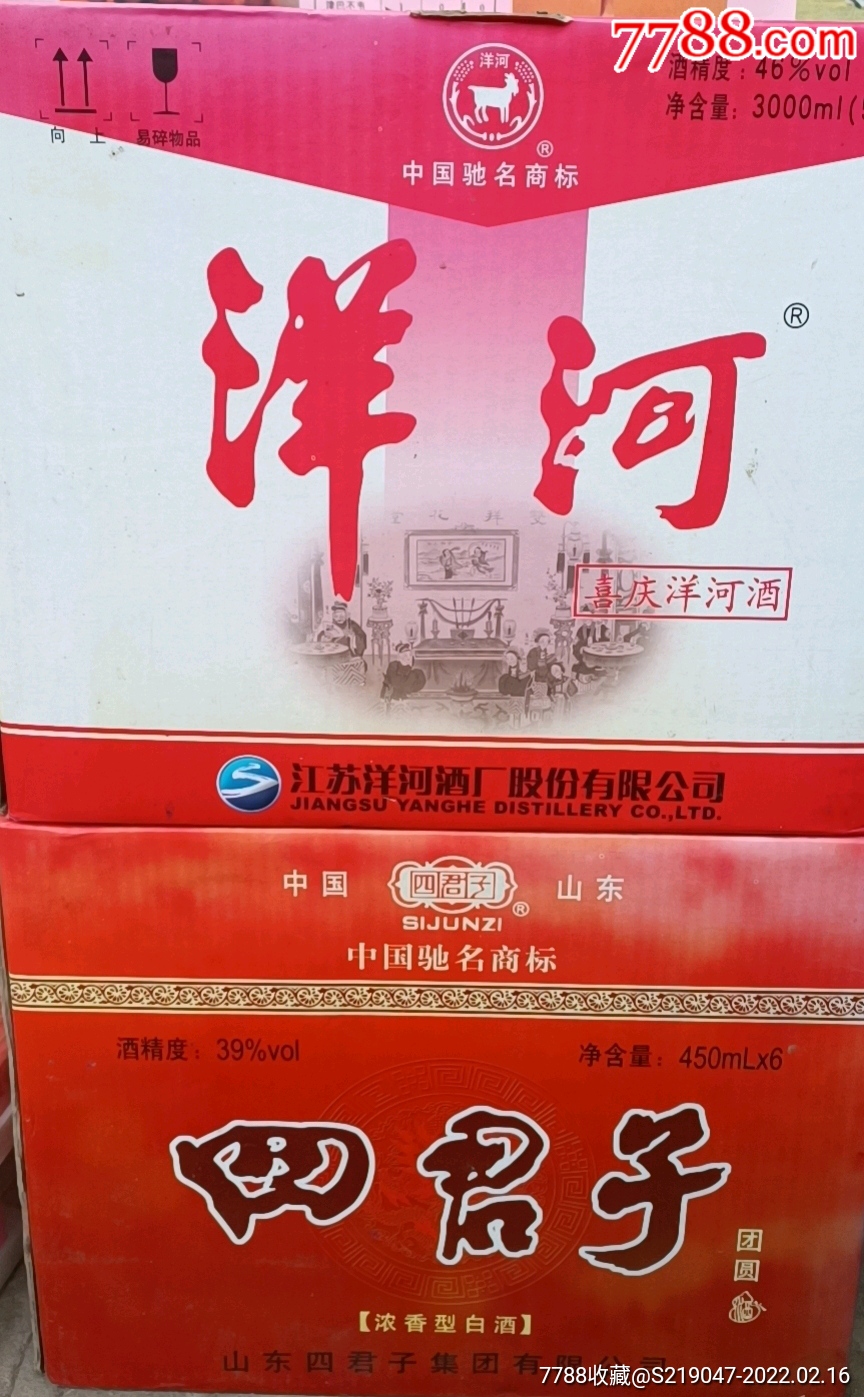 7788.com
洋河
酒精度：46%vol
净含量：3000ml(
向上
易碎物品
®
中国驰名商标
洋河
®
喜庆洋河酒
江苏洋河酒厂股份有限公司
JIANGSU YANGHE DISTILLERY CO.,LTD.
中国 四君子 山东
SIJUNZI ®
中国驰名商标
酒精度：39%vol
净含量：450mLx6
四君子
团圆
酒
【浓香型白酒】
山东四君子集团有限公司
7788收藏@S219047-2022.02.16